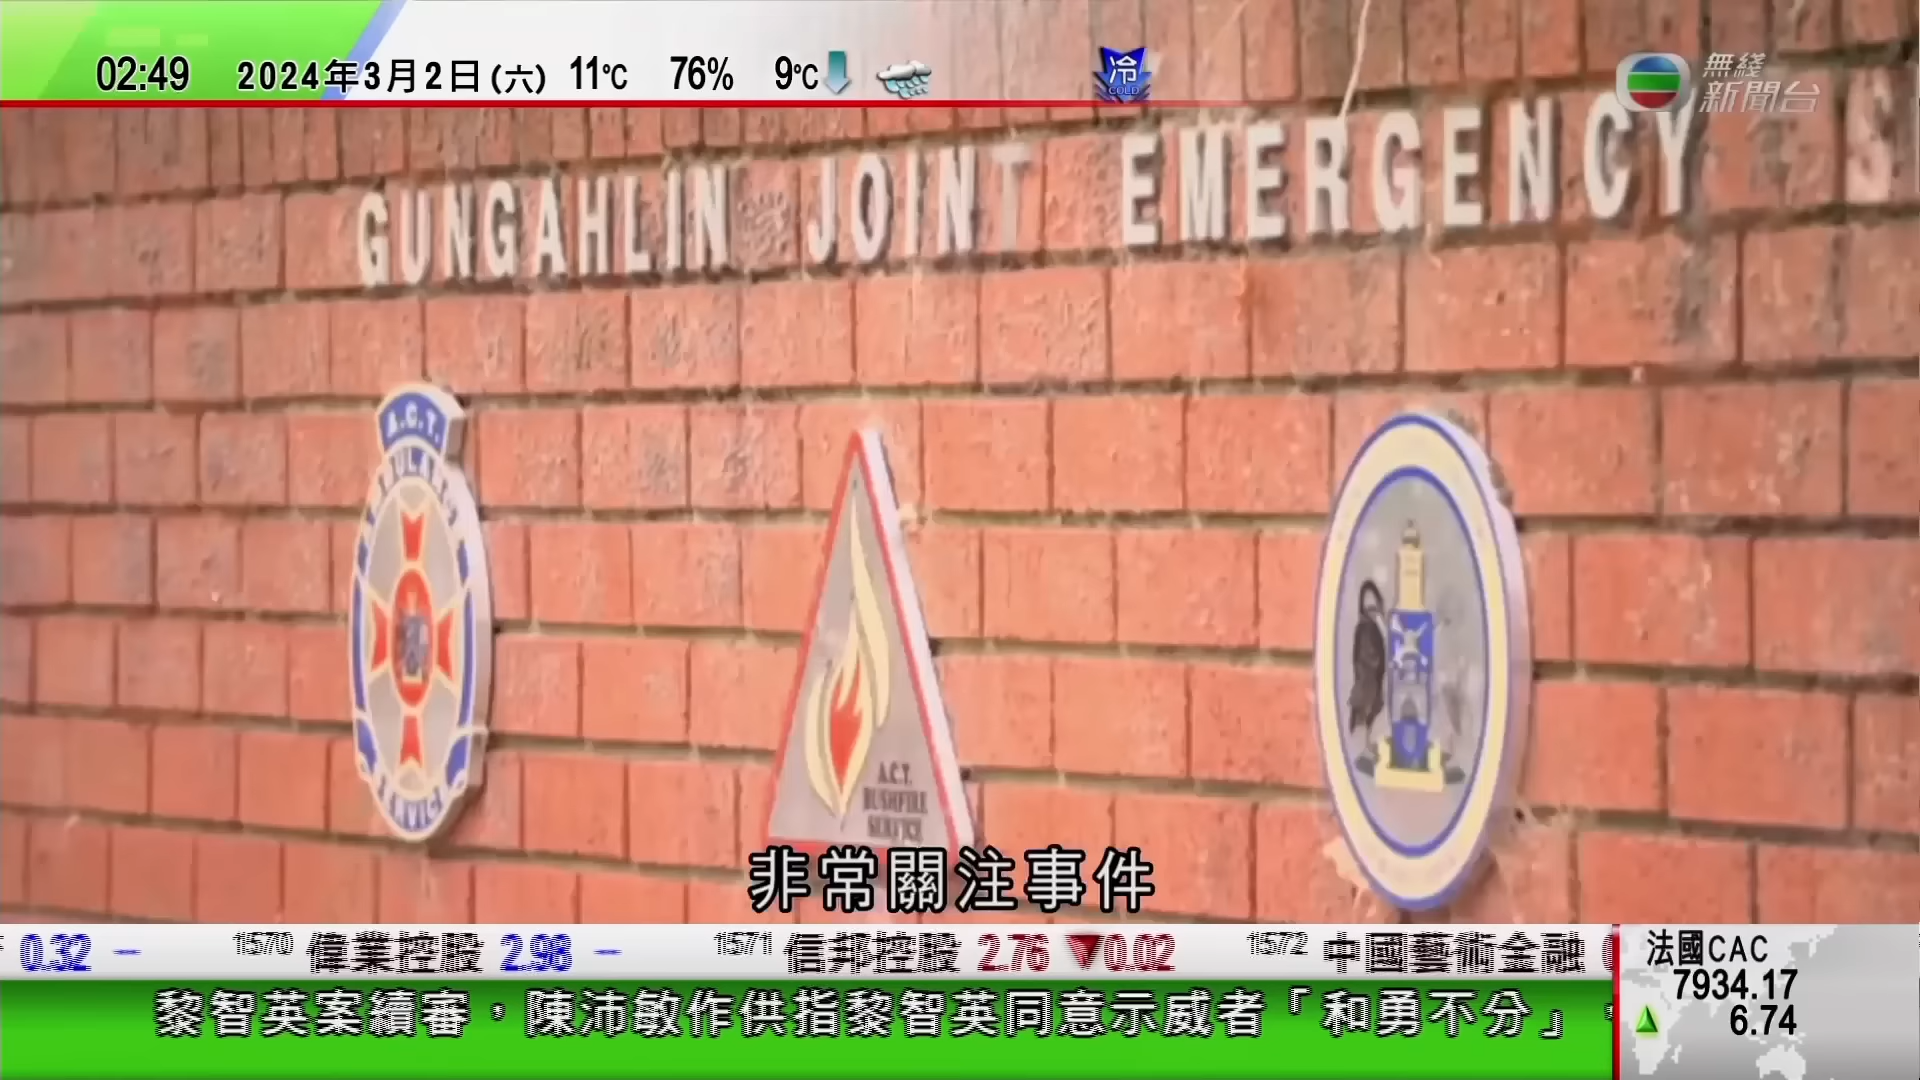 02:49 2024年3月2日(六) 11℃ 76% 9℃
冷
COLD
無綫
新聞台
GUNGAHLIN JOINT EMERGENCY S
A.C.T.
A.C.T.
BUSHFIRE
SERVICE
非常關注事件
0.32 – 1570 偉業控股 2.98 – 1571 信邦控股 2.76 ▼0.02 1572 中國藝術金融
黎智英案續審，陳沛敏作供指黎智英同意示威者「和勇不分」
法國CAC
7934.17
▲ 6.74